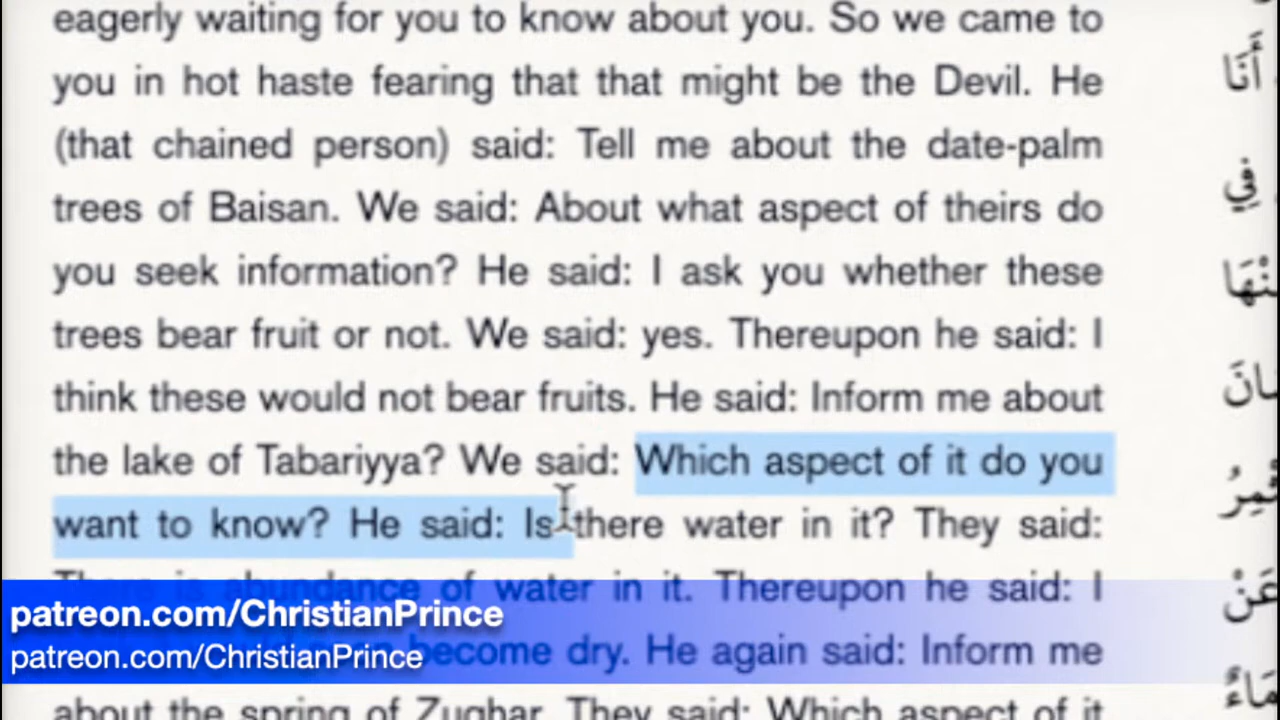 eagerly waiting for you to know about you. So we came to
you in hot haste fearing that that might be the Devil. He
(that chained person) said: Tell me about the date-palm
trees of Baisan. We said: About what aspect of theirs do
you seek information? He said: I ask you whether these
trees bear fruit or not. We said: yes. Thereupon he said: I
think these would not bear fruits. He said: Inform me about
the lake of Tabariyya? We said: Which aspect of it do you
want to know? He said: Is there water in it? They said:
There is abundance of water in it. Thereupon he said: I
become dry. He again said: Inform me
about the spring of Zughar. They said: Which aspect of it
patreon.com/ChristianPrince
patreon.com/ChristianPrince
أَنَا
فِي
عَنْ